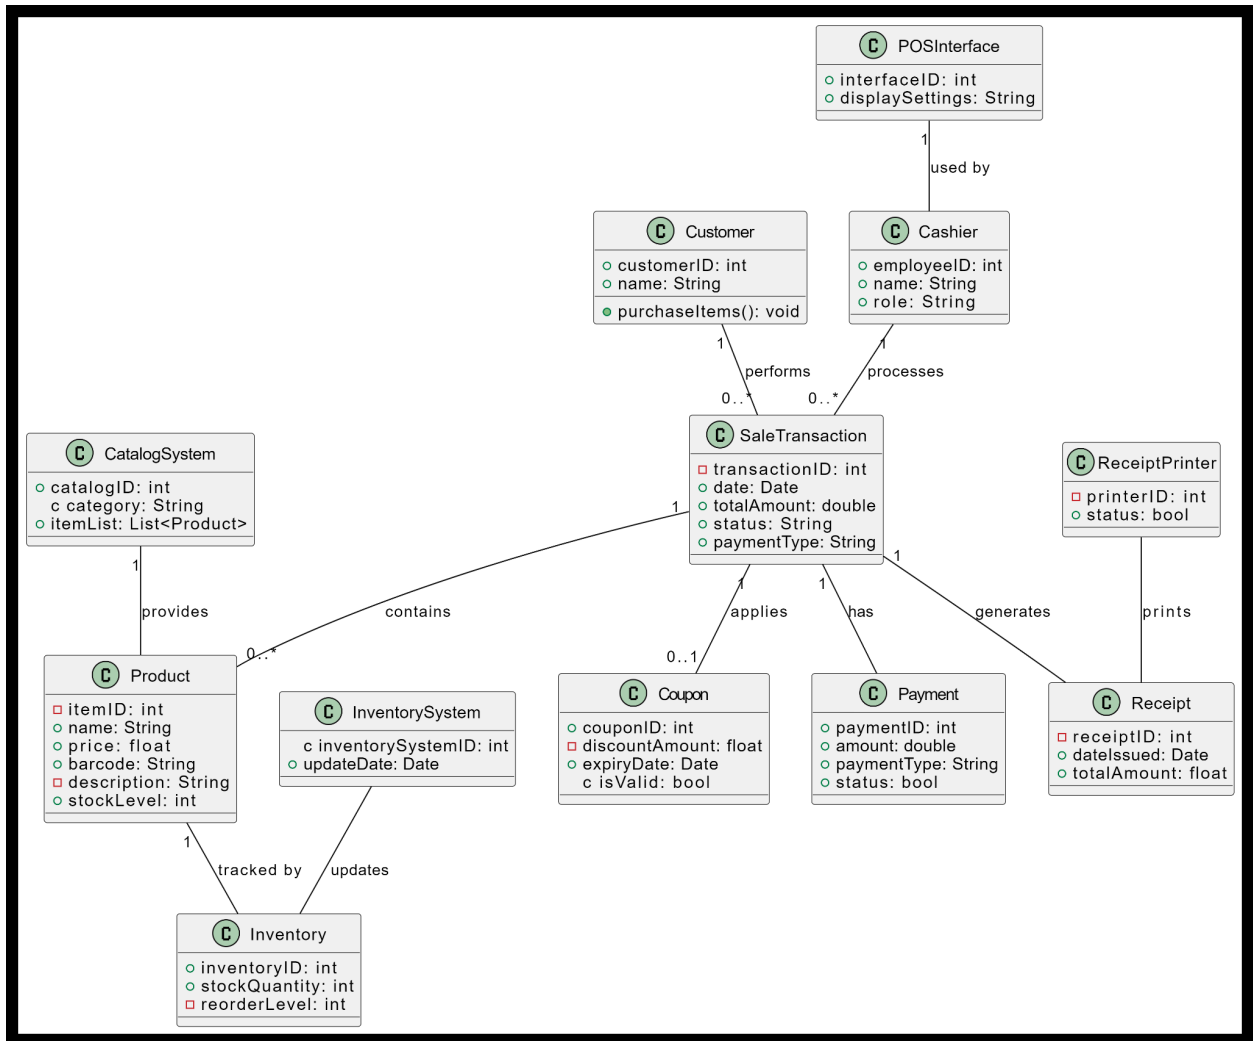 C POSInterface
interfaceID: int
displaySettings: String
1
used by
C Customer
customerID: int
name: String
purchaseItems(): void
C Cashier
employeeID: int
name: String
role: String
1
1
performs
processes
0..*
0..*
C CatalogSystem
catalogID: int
c category: String
itemList: List<Product>
C SaleTransaction
transactionID: int
date: Date
totalAmount: double
status: String
paymentType: String
C ReceiptPrinter
printerID: int
status: bool
1
1
1
1
1
provides
contains
applies
has
generates
prints
0..*
0..1
C Product
itemID: int
name: String
price: float
barcode: String
description: String
stockLevel: int
C InventorySystem
c inventorySystemID: int
updateDate: Date
C Coupon
couponID: int
discountAmount: float
expiryDate: Date
c isValid: bool
C Payment
paymentID: int
amount: double
paymentType: String
status: bool
C Receipt
receiptID: int
dateIssued: Date
totalAmount: float
1
tracked by
updates
C Inventory
inventoryID: int
stockQuantity: int
reorderLevel: int